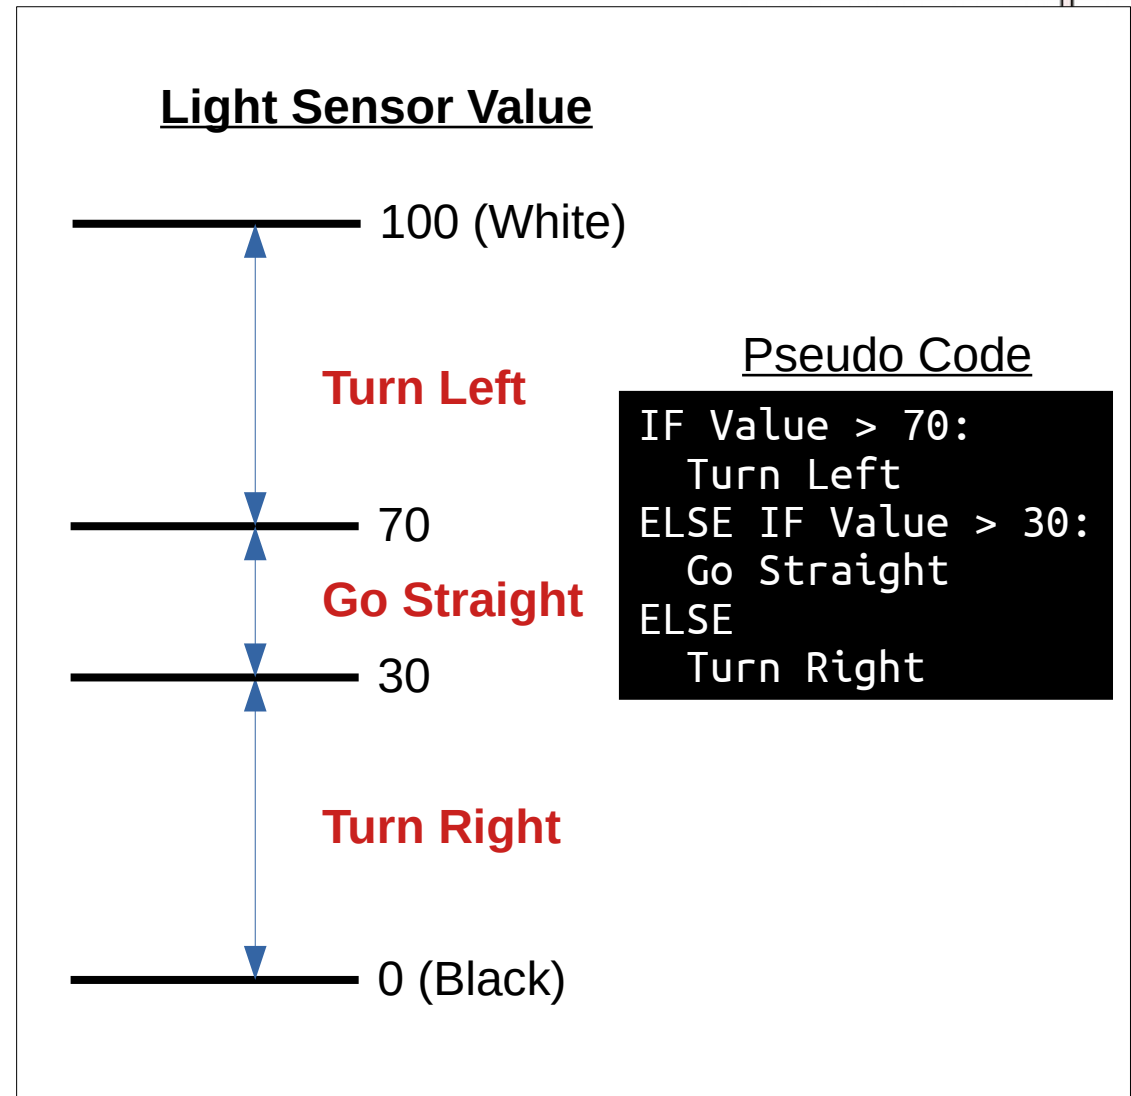 Light Sensor Value
100 (White)
Turn Left
70
Go Straight
30
Turn Right
0 (Black)
Pseudo Code
IF Value > 70:
  Turn Left
ELSE IF Value > 30:
  Go Straight
ELSE
  Turn Right